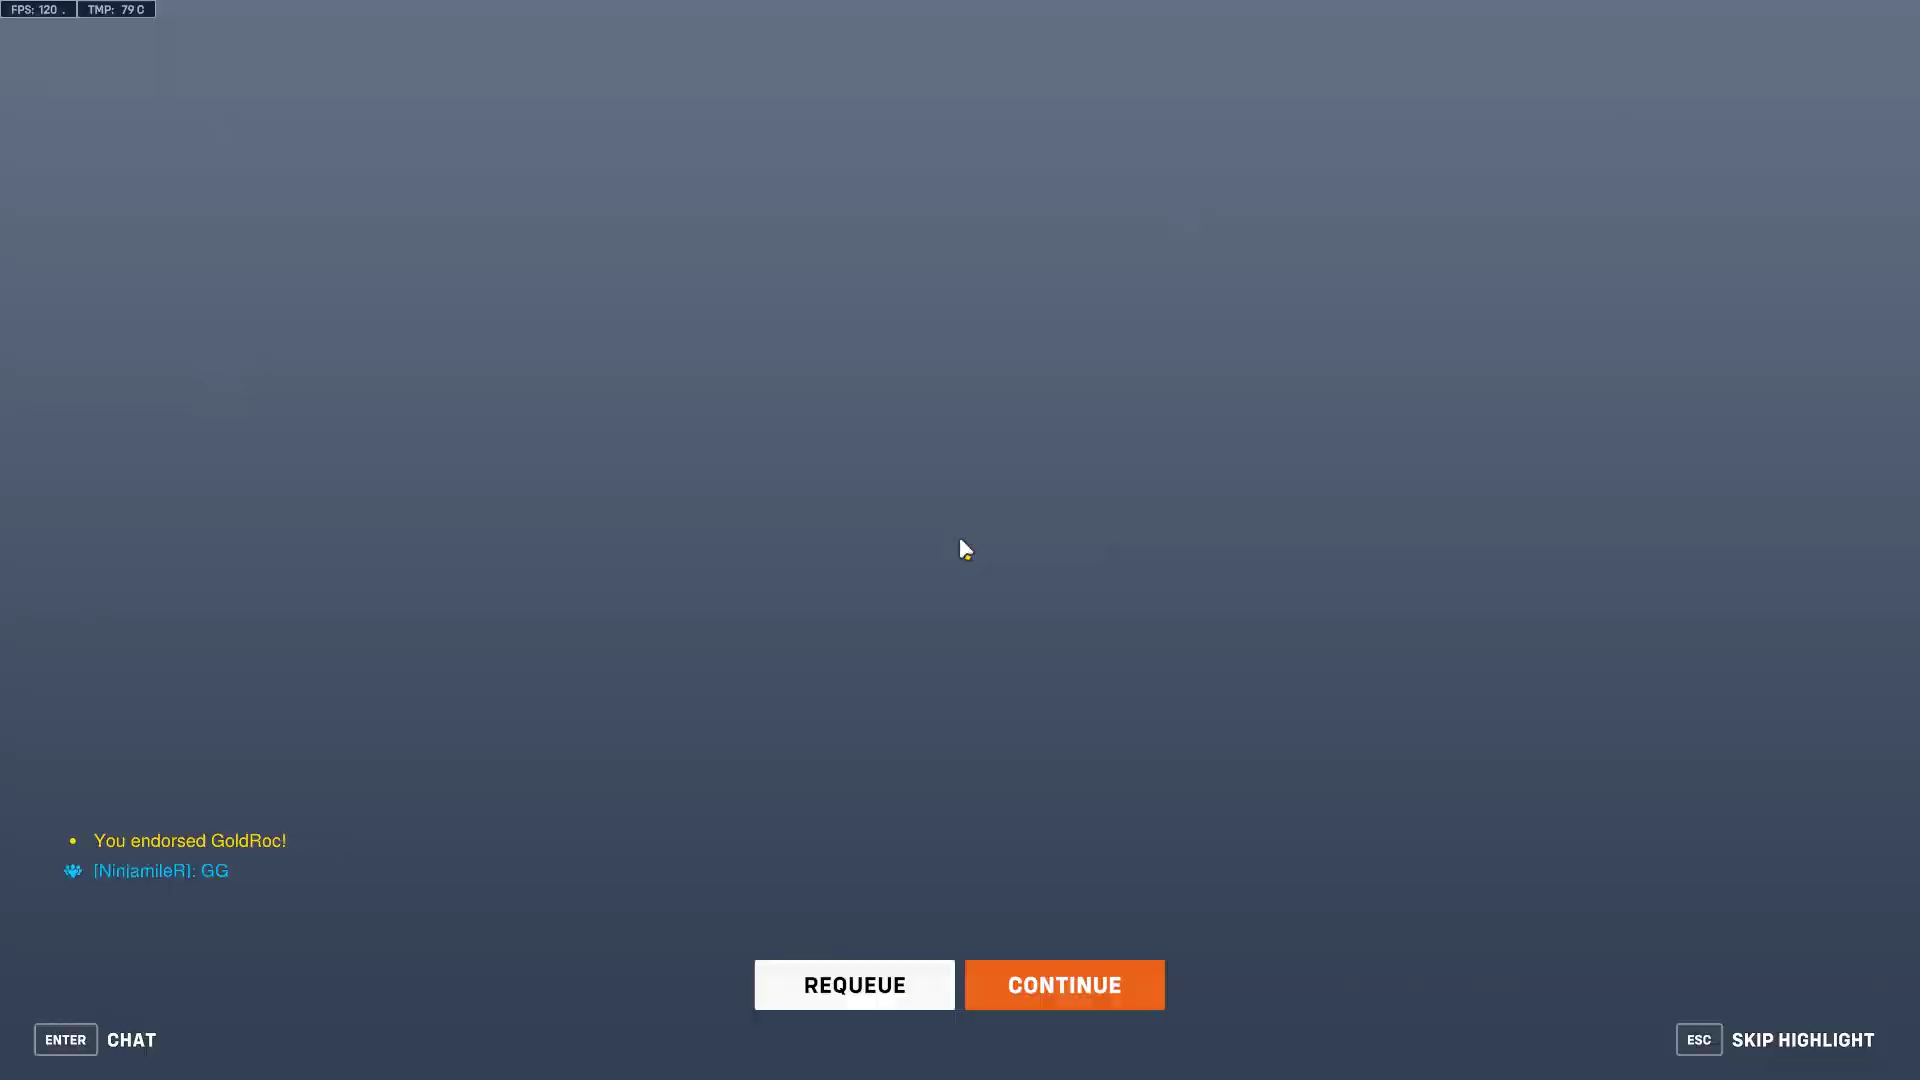 FPS: 120 .
TMP: 79 C
• You endorsed GoldRoc!
[NinjamileR]: GG
REQUEUE
CONTINUE
ENTER CHAT
ESC SKIP HIGHLIGHT